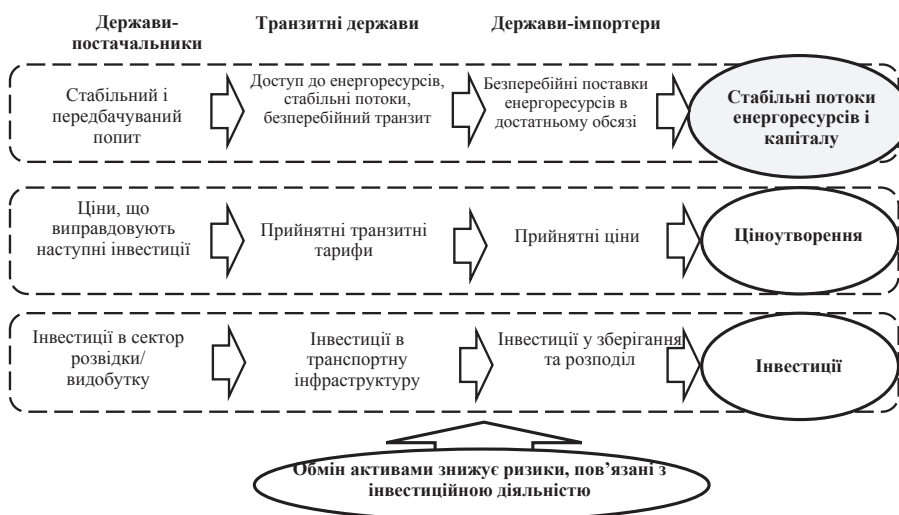 Держави-
постачальники
Транзитні держави
Держави-імпортери
Стабільний і
передбачуваний
попит
Доступ до енергоресурсів,
стабільні потоки,
безперебійний транзит
Безперебійні поставки
енергоресурсів в
достатньому обсязі
Стабільні потоки
енергоресурсів і
капіталу
Ціни, що
виправдовують
наступні інвестиції
Прийнятні транзитні
тарифи
Прийнятні ціни
Ціноутворення
Інвестиції в сектор
розвідки/
видобутку
Інвестиції в
транспортну
інфраструктуру
Інвестиції у зберігання
та розподіл
Інвестиції
Обмін активами знижує ризики, пов’язані з
інвестиційною діяльністю